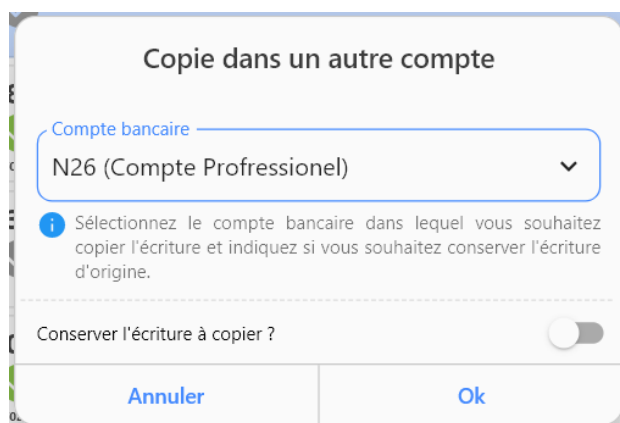 Copie dans un autre compte
Compte bancaire
N26 (Compte Profressionel)
Sélectionnez le compte bancaire dans lequel vous souhaitez
copier l'écriture et indiquez si vous souhaitez conserver l'écriture
d'origine.
Conserver l'écriture à copier ?
Annuler
Ok